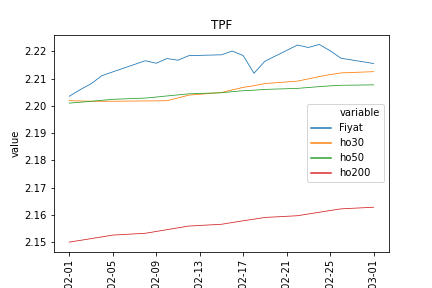 TPF
2.22
2.21
2.20
2.19
2.18
2.17
2.16
2.15
value
variable
Fiyat
ho30
ho50
ho200
02-01
02-05
02-09
02-13
02-17
02-21
02-25
03-01